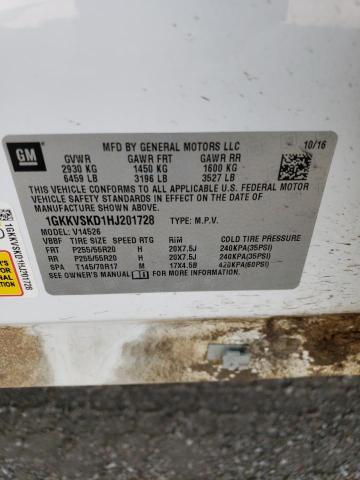 GM
MFD BY GENERAL MOTORS LLC
10/16
GVWR GAWR FRT GAWR RR
2930 KG 1450 KG 1600 KG
6459 LB 3196 LB 3527 LB
THIS VEHICLE CONFORMS TO ALL APPLICABLE U.S. FEDERAL MOTOR
VEHICLE SAFETY AND THEFT PREVENTION STANDARDS
IN EFFECT ON THE DATE OF
MANUFACTURE SHOWN ABOVE.
1GKKVSKD1HJ201728 TYPE: M.P.V.
MODEL: V14526
VBBF TIRE SIZE SPEED RTG RIM COLD TIRE PRESSURE
FRT P255/55R20 H 20X7.5J 240KPA(35PSI)
RR P255/55R20 H 20X7.5J 240KPA(35PSI)
SPA T145/70R17 M 17X4.5B 420KPA(60PSI)
SEE OWNER'S MANUAL FOR MORE INFORMATION.
1GKKVSKD1HJ201728